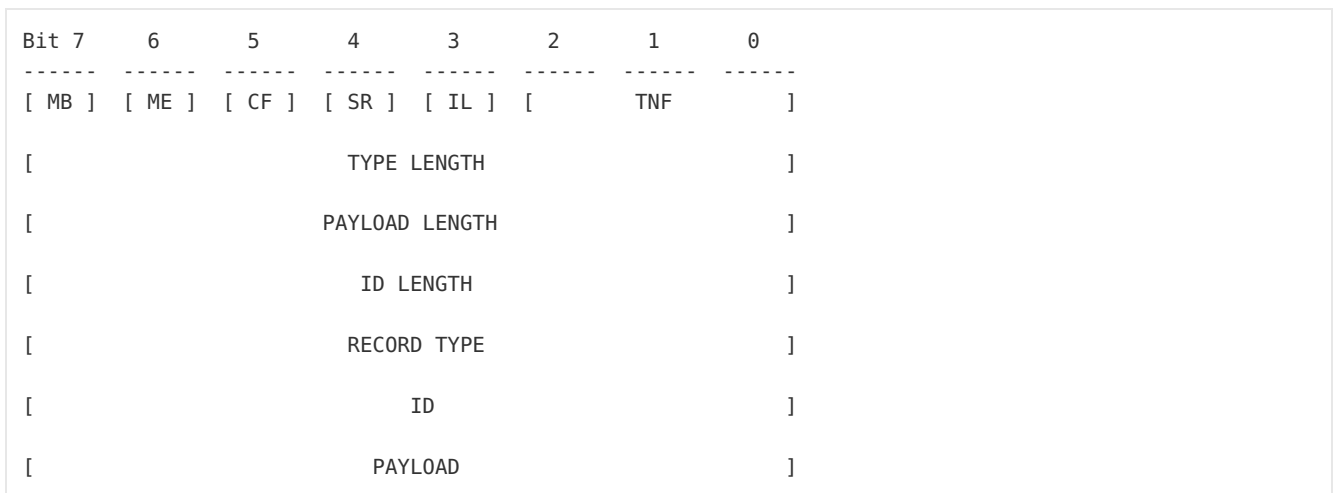 Bit 7     6       5       4       3       2       1       0
------  ------  ------  ------  ------  ------  ------  ------
[ MB ]  [ ME ]  [ CF ]  [ SR ]  [ IL ]  [        TNF         ]
[                         TYPE LENGTH                        ]
[                       PAYLOAD LENGTH                       ]
[                          ID LENGTH                         ]
[                         RECORD TYPE                        ]
[                              ID                            ]
[                           PAYLOAD                          ]